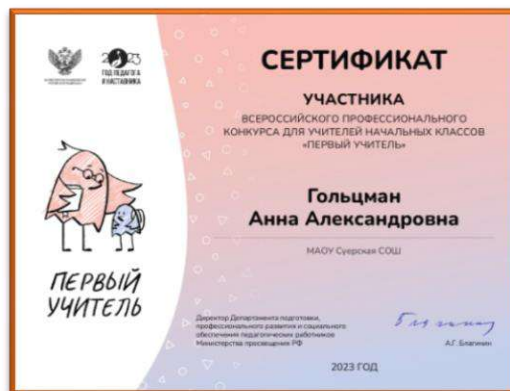 2023
ГОД ПЕДАГОГА
И НАСТАВНИКА
СЕРТИФИКАТ
УЧАСТНИКА
ВСЕРОССИЙСКОГО ПРОФЕССИОНАЛЬНОГО
КОНКУРСА ДЛЯ УЧИТЕЛЕЙ НАЧАЛЬНЫХ КЛАССОВ
«ПЕРВЫЙ УЧИТЕЛЬ»
Гольцман
Анна Александровна
МАОУ Суерская СОШ
ПЕРВЫЙ
УЧИТЕЛЬ
Директор Департамента подготовки,
профессионального развития и социального
обеспечения педагогических работников
Министерства просвещения РФ
А.Г. Благинин
2023 ГОД